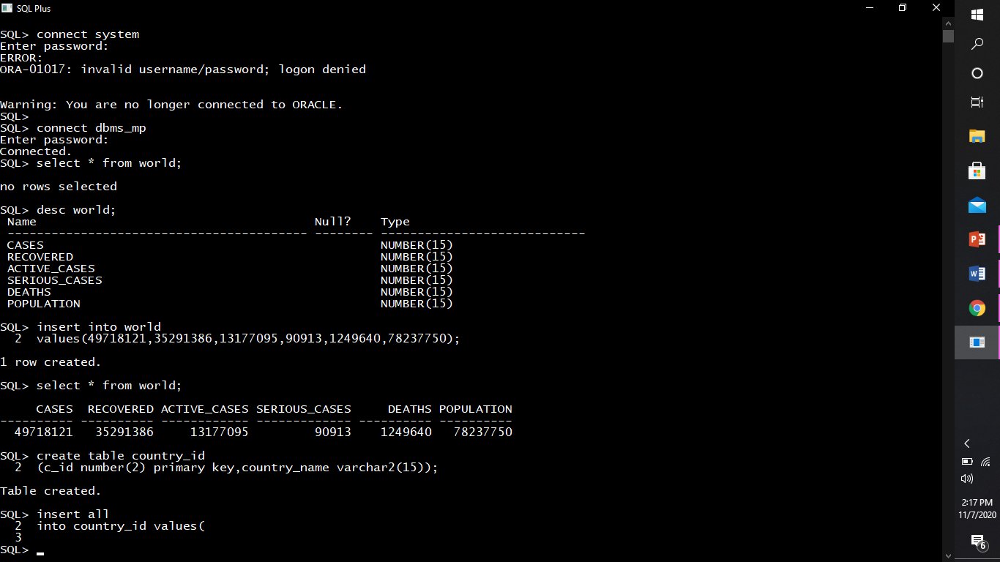 SQL Plus
SQL> connect system
Enter password:
ERROR:
ORA-01017: invalid username/password; logon denied
Warning: You are no longer connected to ORACLE.
SQL>
SQL> connect dbms_mp
Enter password:
Connected.
SQL> select * from world;
no rows selected
SQL> desc world;
Name Null? Type
----------------------------------------- -------- ----------------------------
CASES NUMBER(15)
RECOVERED NUMBER(15)
ACTIVE_CASES NUMBER(15)
SERIOUS_CASES NUMBER(15)
DEATHS NUMBER(15)
POPULATION NUMBER(15)
SQL> insert into world
2 values(49718121,35291386,13177095,90913,1249640,78237750);
1 row created.
SQL> select * from world;
CASES RECOVERED ACTIVE_CASES SERIOUS_CASES DEATHS POPULATION
---------- ---------- ------------ ------------- ---------- ----------
49718121 35291386 13177095 90913 1249640 78237750
SQL> create table country_id
2 (c_id number(2) primary key,country_name varchar2(15));
Table created.
SQL> insert all
2 into country_id values(
3
SQL> _
P
W
2:17 PM
11/7/2020
6